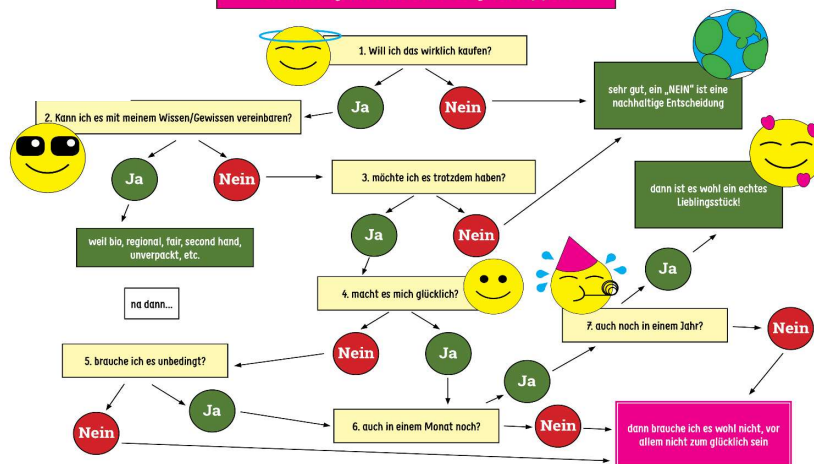 1. Will ich das wirklich kaufen?
Ja
Nein
sehr gut, ein „NEIN" ist eine
nachhaltige Entscheidung
2. Kann ich es mit meinem Wissen/Gewissen vereinbaren?
Ja
Nein
3. möchte ich es trotzdem haben?
dann ist es wohl ein echtes
Lieblingsstück!
weil bio, regional, fair, second hand,
unverpackt, etc.
Ja
Nein
na dann...
4. macht es mich glücklich?
Ja
7. auch noch in einem Jahr?
Nein
5. brauche ich es unbedingt?
Nein
Ja
Ja
Nein
Ja
6. auch in einem Monat noch?
Nein
dann brauche ich es wohl nicht, vor
allem nicht zum glücklich sein